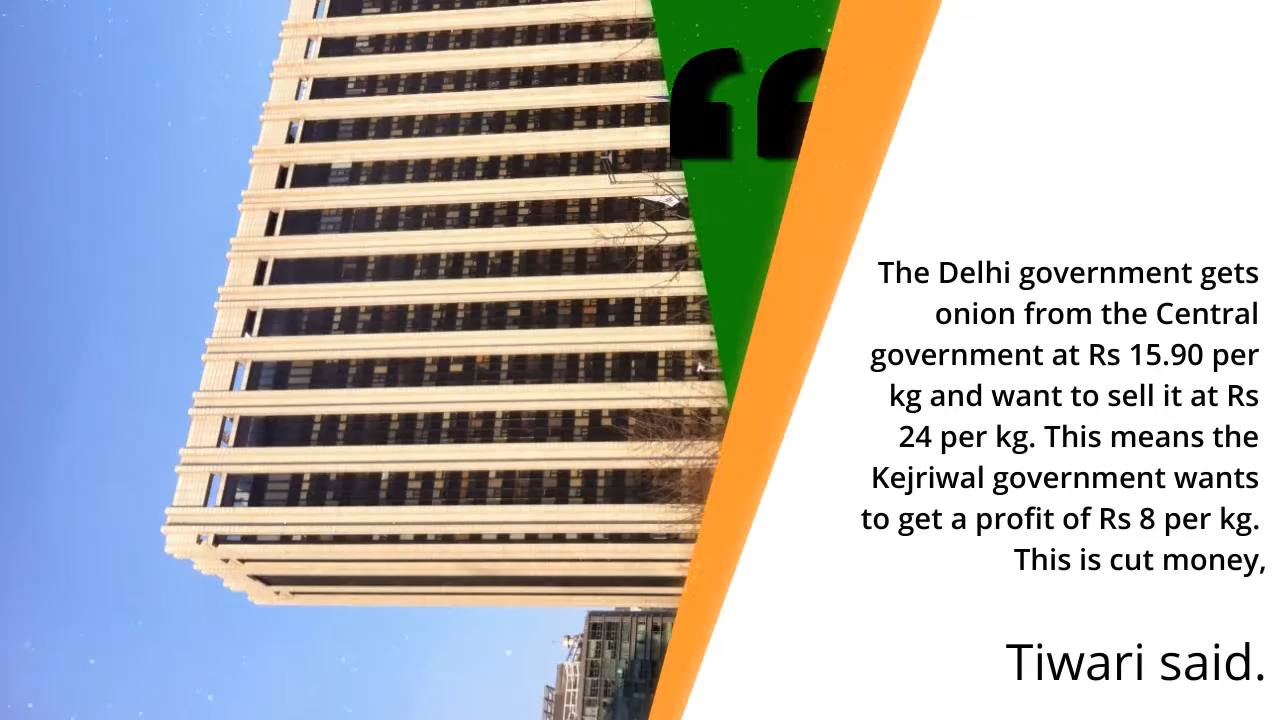 “
The Delhi government gets
onion from the Central
government at Rs 15.90 per
kg and want to sell it at Rs
24 per kg. This means the
Kejriwal government wants
to get a profit of Rs 8 per kg.
This is cut money,
Tiwari said.